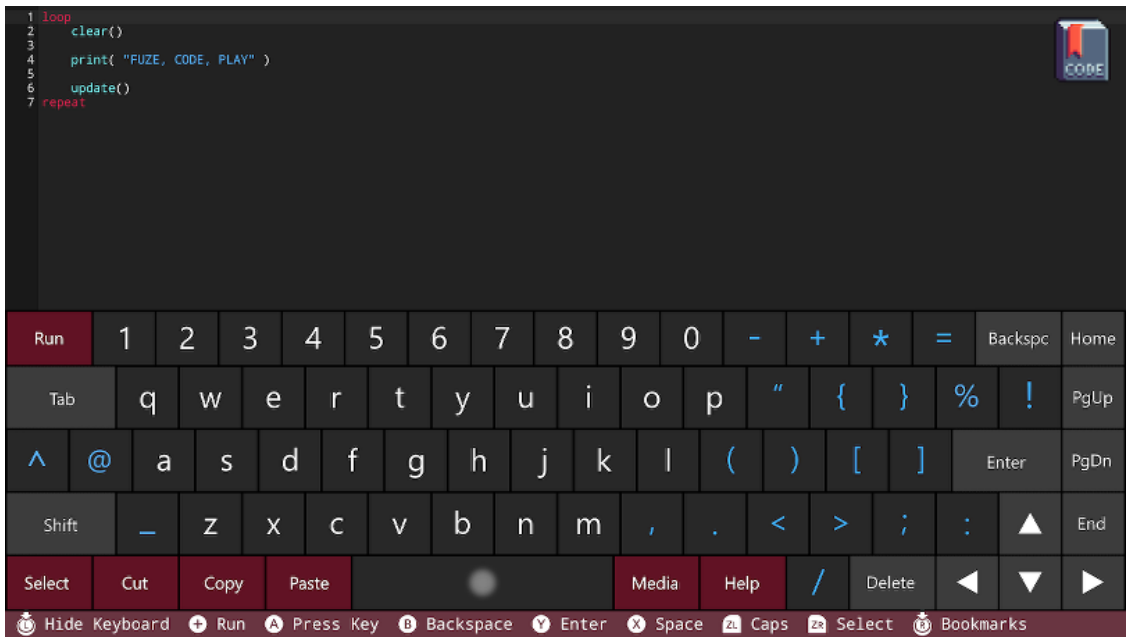 1 loop
2 clear()
3
4 print( "FUZE, CODE, PLAY" )
5
6 update()
7 repeat
CODE
Run 1 2 3 4 5 6 7 8 9 0 - + * = Backspc Home
Tab q w e r t y u i o p " { } % ! PgUp
^ @ a s d f g h j k l ( ) [ ] Enter PgDn
Shift _ z x c v b n m , . < > ; : ▲ End
Select Cut Copy Paste Media Help / Delete ◀ ▼ ▶
Hide Keyboard + Run A Press Key B Backspace Y Enter X Space ZL Caps ZR Select R Bookmarks